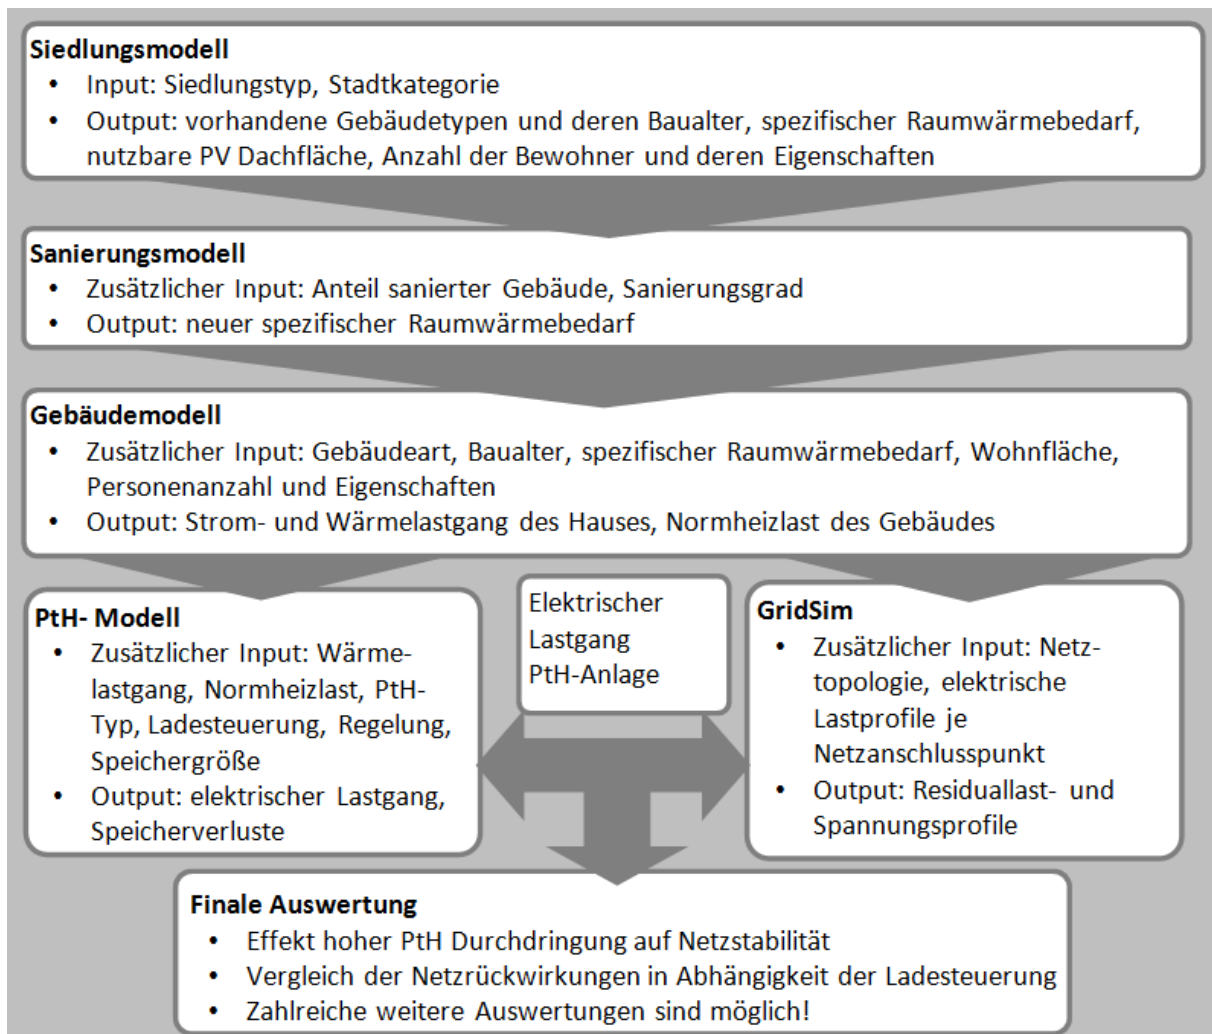 Siedlungsmodell
• Input: Siedlungstyp, Stadtkategorie
• Output: vorhandene Gebäudetypen und deren Baualter, spezifischer Raumwärmebedarf,
nutzbare PV Dachfläche, Anzahl der Bewohner und deren Eigenschaften
Sanierungsmodell
• Zusätzlicher Input: Anteil sanierter Gebäude, Sanierungsgrad
• Output: neuer spezifischer Raumwärmebedarf
Gebäudemodell
• Zusätzlicher Input: Gebäudeart, Baualter, spezifischer Raumwärmebedarf, Wohnfläche,
Personenanzahl und Eigenschaften
• Output: Strom- und Wärmelastgang des Hauses, Normheizlast des Gebäudes
PtH- Modell
• Zusätzlicher Input: Wärme-
lastgang, Normheizlast, PtH-
Typ, Ladesteuerung, Regelung,
Speichergröße
• Output: elektrischer Lastgang,
Speicherverluste
Elektrischer
Lastgang
PtH-Anlage
GridSim
• Zusätzlicher Input: Netz-
topologie, elektrische
Lastprofile je
Netzanschlusspunkt
• Output: Residuallast- und
Spannungsprofile
Finale Auswertung
• Effekt hoher PtH Durchdringung auf Netzstabilität
• Vergleich der Netzrückwirkungen in Abhängigkeit der Ladesteuerung
• Zahlreiche weitere Auswertungen sind möglich!